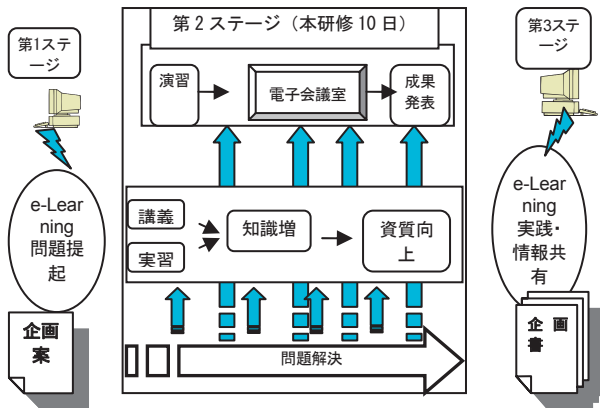 第1ステ
ージ
e-Lear
ning
問題提
起
企画
案
第2ステージ（本研修10日）
演習
電子会議室
成果
発表
講義
実習
知識増
資質向
上
問題解決
第3ステ
ージ
e-Lear
ning
実践・
情報共
有
企 画
書